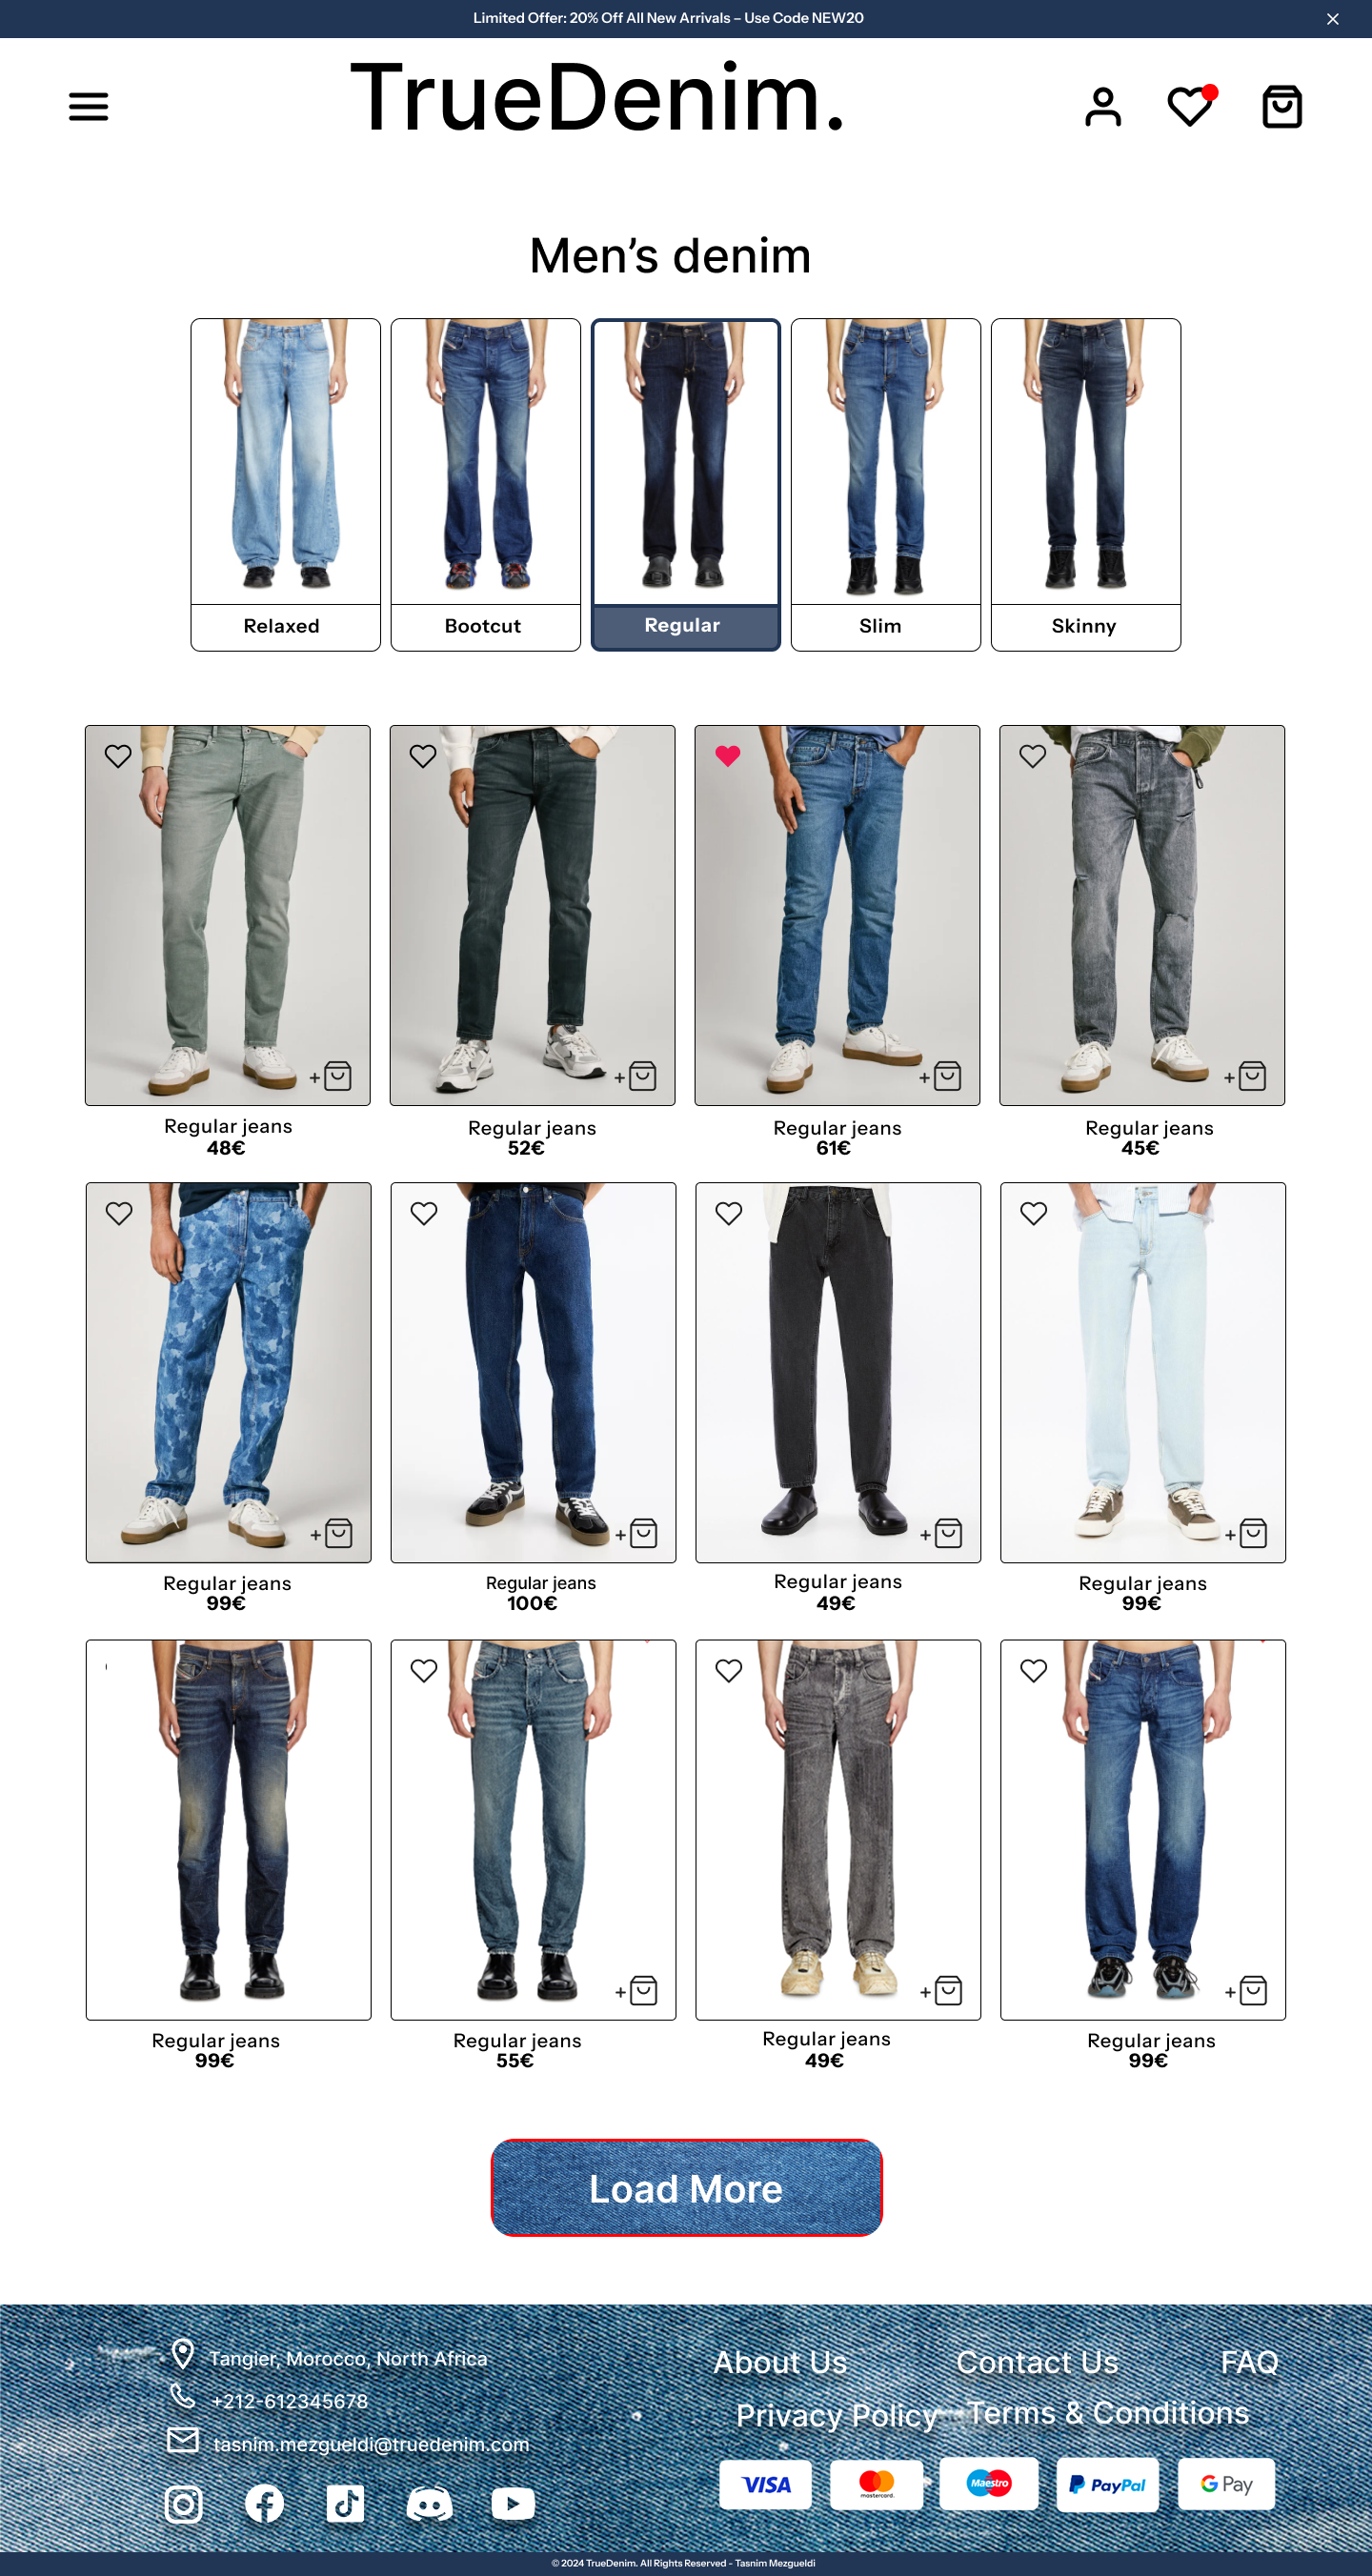 Limited Offer: 20% Off All New Arrivals – Use Code NEW20
TrueDenim.
Men’s denim
Relaxed
Bootcut
Regular
Slim
Skinny
Regular jeans
48€
Regular jeans
52€
Regular jeans
61€
Regular jeans
45€
Regular jeans
99€
Regular jeans
100€
Regular jeans
49€
Regular jeans
99€
Regular jeans
99€
Regular jeans
55€
Regular jeans
49€
Regular jeans
99€
Load More
Tangier, Morocco, North Africa
+212-612345678
tasnim.mezgueldi@truedenim.com
About Us
Contact Us
FAQ
Privacy Policy
Terms & Conditions
VISA
mastercard.
Maestro
PayPal
G Pay
© 2024 TrueDenim. All Rights Reserved - Tasnim Mezgueldi